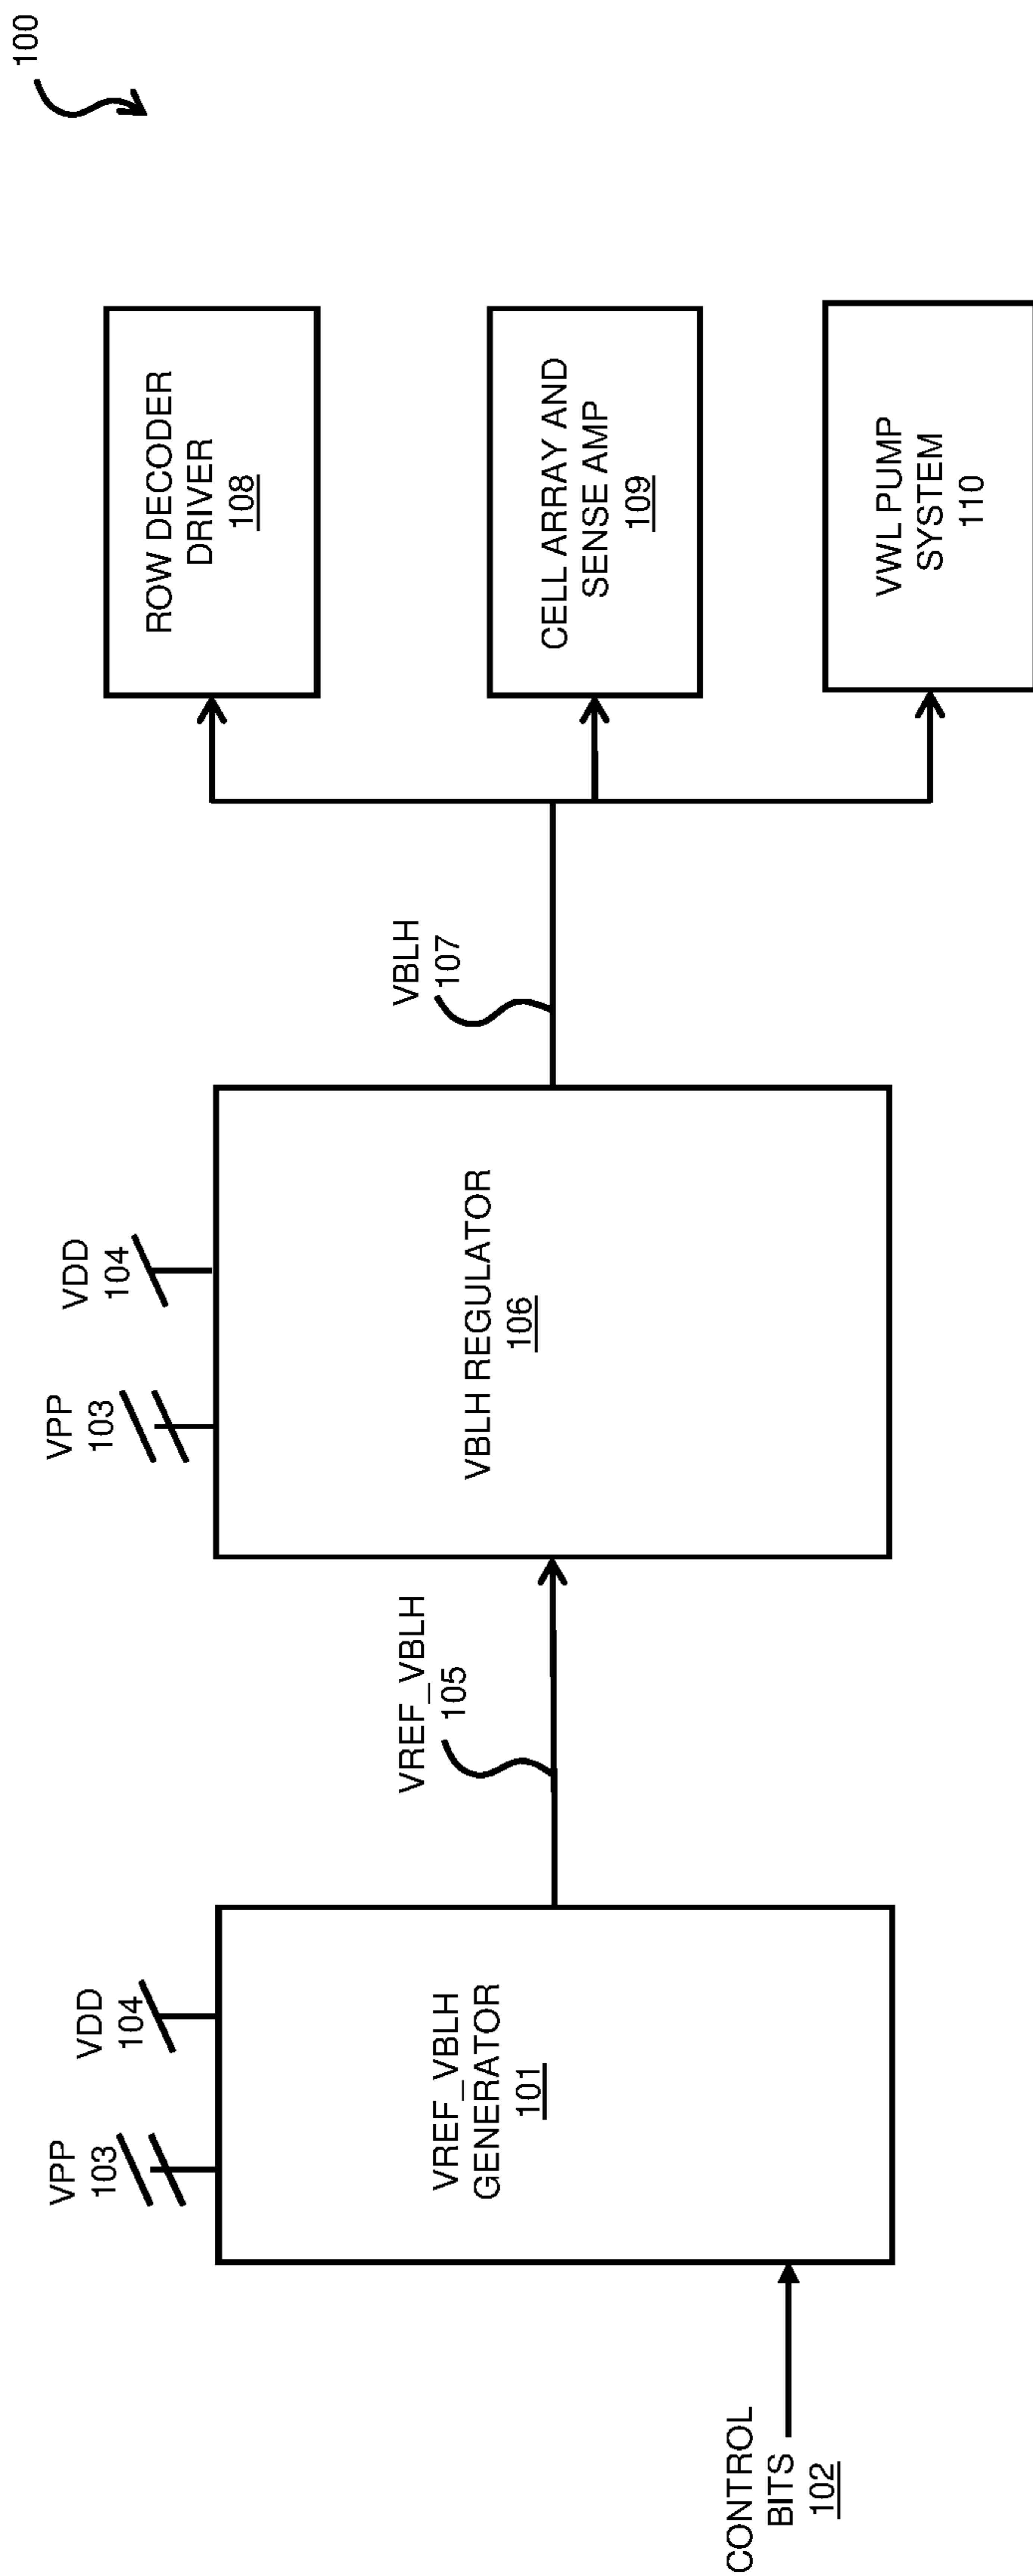 100
VPP
103
VDD
104
VPP
103
VDD
104
VREF_VBLH
GENERATOR
101
CONTROL
BITS
102
VREF_VBLH
105
VBLH REGULATOR
106
VBLH
107
ROW DECODER
DRIVER
108
CELL ARRAY AND
SENSE AMP
109
VWL PUMP
SYSTEM
110